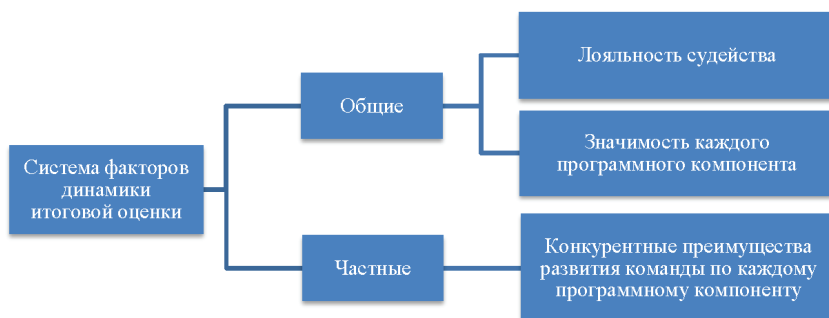 Система факторов
динамики
итоговой оценки
Общие
Лояльность судейства
Значимость каждого
программного компонента
Частные
Конкурентные преимущества
развития команды по каждому
программному компоненту